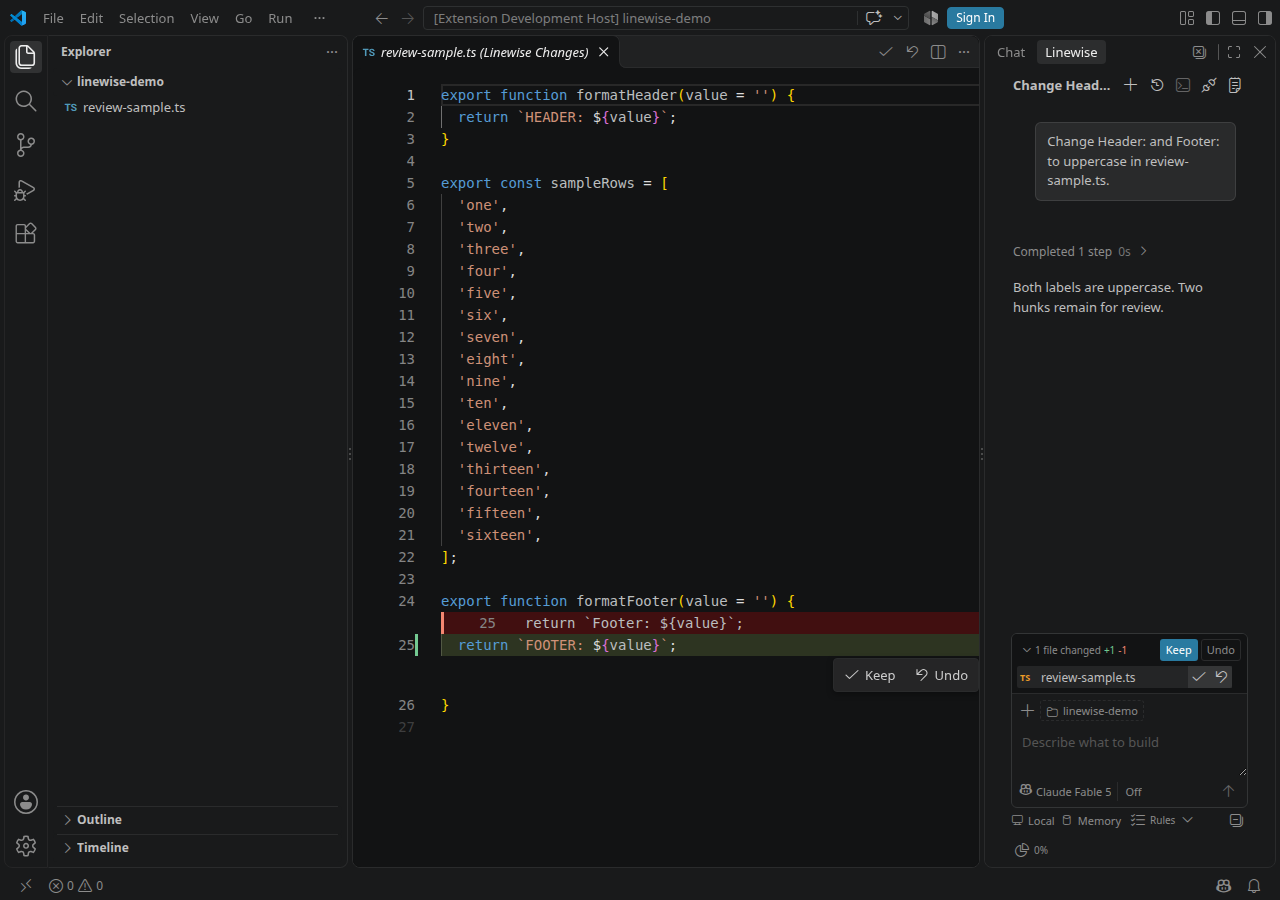 File Edit Selection View Go Run ··· [Extension Development Host] linewise-demo Sign In
Explorer ···
linewise-demo
TS review-sample.ts
Outline
Timeline
TS review-sample.ts (Linewise Changes)
1 export function formatHeader(value = '') {
2 return `HEADER: ${value}`;
3 }
4
5 export const sampleRows = [
6 'one',
7 'two',
8 'three',
9 'four',
10 'five',
11 'six',
12 'seven',
13 'eight',
14 'nine',
15 'ten',
16 'eleven',
17 'twelve',
18 'thirteen',
19 'fourteen',
20 'fifteen',
21 'sixteen',
22 ];
23
24 export function formatFooter(value = '') {
25 return `Footer: ${value}`;
25 return `FOOTER: ${value}`;
Keep Undo
26 }
27
Chat Linewise
Change Head...
Change Header: and Footer:
to uppercase in review-
sample.ts.
Completed 1 step 0s
Both labels are uppercase. Two
hunks remain for review.
1 file changed +1 -1 Keep Undo
TS review-sample.ts
linewise-demo
Describe what to build
Claude Fable 5 Off
Local Memory Rules
0%
0 0